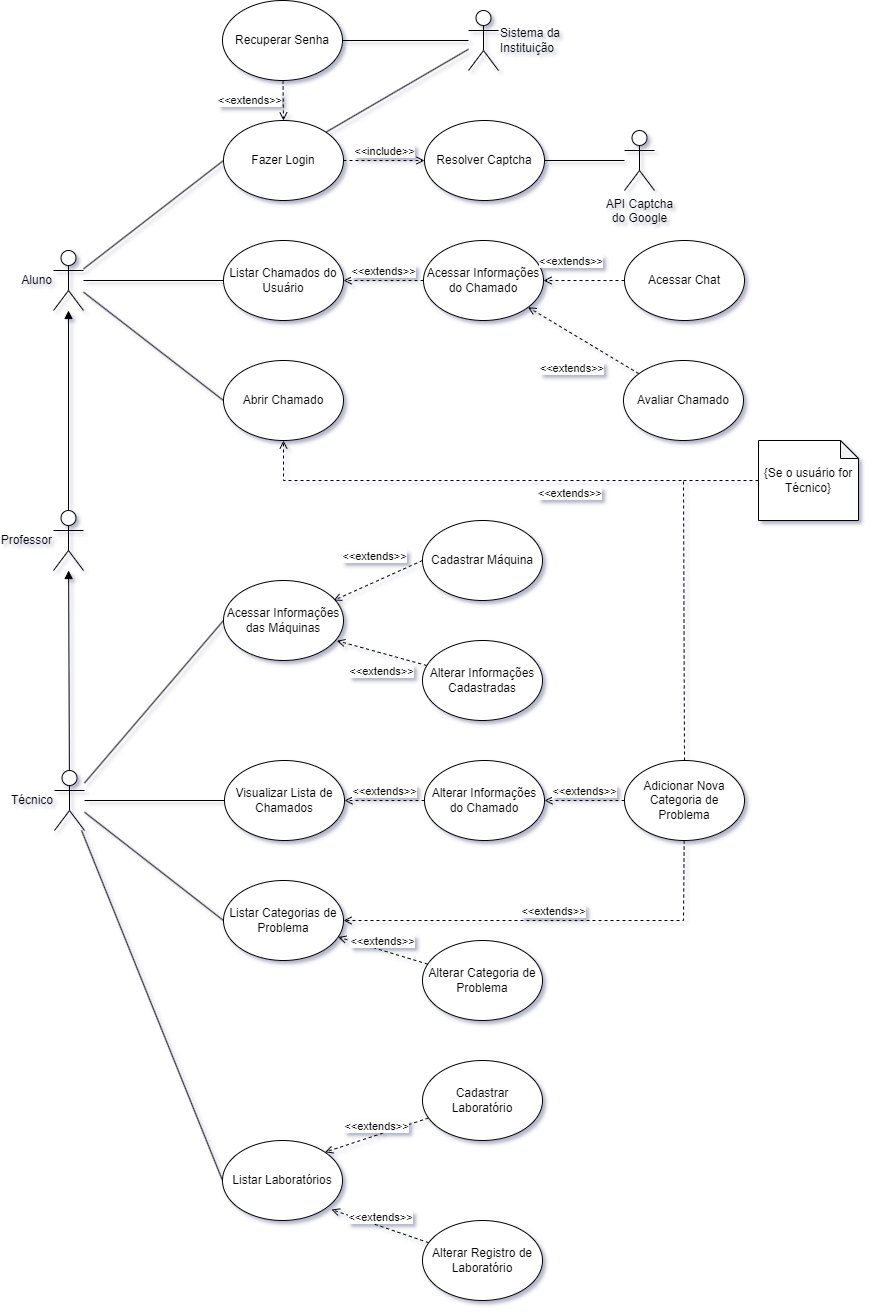 Recuperar Senha
Sistema da
Instituição
<<extends>>
Fazer Login
<<include>>
Resolver Captcha
API Captcha
do Google
Aluno
Listar Chamados do
Usuário
<<extends>>
Acessar Informações
do Chamado
<<extends>>
Acessar Chat
<<extends>>
Abrir Chamado
Avaliar Chamado
{Se o usuário for
Técnico}
<<extends>>
Professor
<<extends>>
Cadastrar Máquina
Acessar Informações
das Máquinas
<<extends>>
Alterar Informações
Cadastradas
Técnico
Visualizar Lista de
Chamados
<<extends>>
Alterar Informações
do Chamado
<<extends>>
Adicionar Nova
Categoria de
Problema
Listar Categorias de
Problema
<<extends>>
<<extends>>
Alterar Categoria de
Problema
Cadastrar
Laboratório
<<extends>>
Listar Laboratórios
<<extends>>
Alterar Registro de
Laboratório